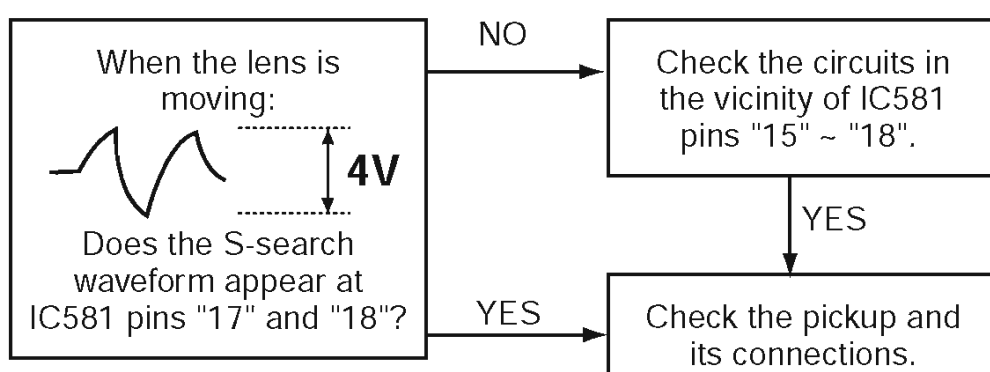 When the lens is
moving:
4V
Does the S-search
waveform appear at
IC581 pins "17" and "18"?
NO
Check the circuits in
the vicinity of IC581
pins "15" ~ "18".
YES
YES
Check the pickup and
its connections.